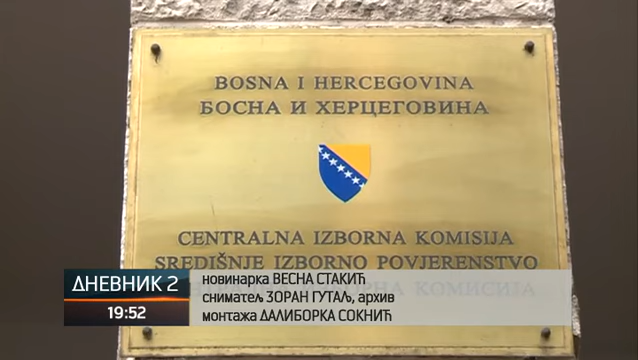 BOSNA I HERCEGOVINA
БОСНА И ХЕРЦЕГОВИНА
CENTRALNA IZBORNA KOMISIJA
SREDIŠNJE IZBORNO POVJERENSTVO
КОМИСИЈА
ДНЕВНИК 2
19:52
новинарка ВЕСНА СТАКИЋ
сниматељ ЗОРАН ГУТАЉ, архив
монтажа ДАЛИБОРКА СОКНИЋ